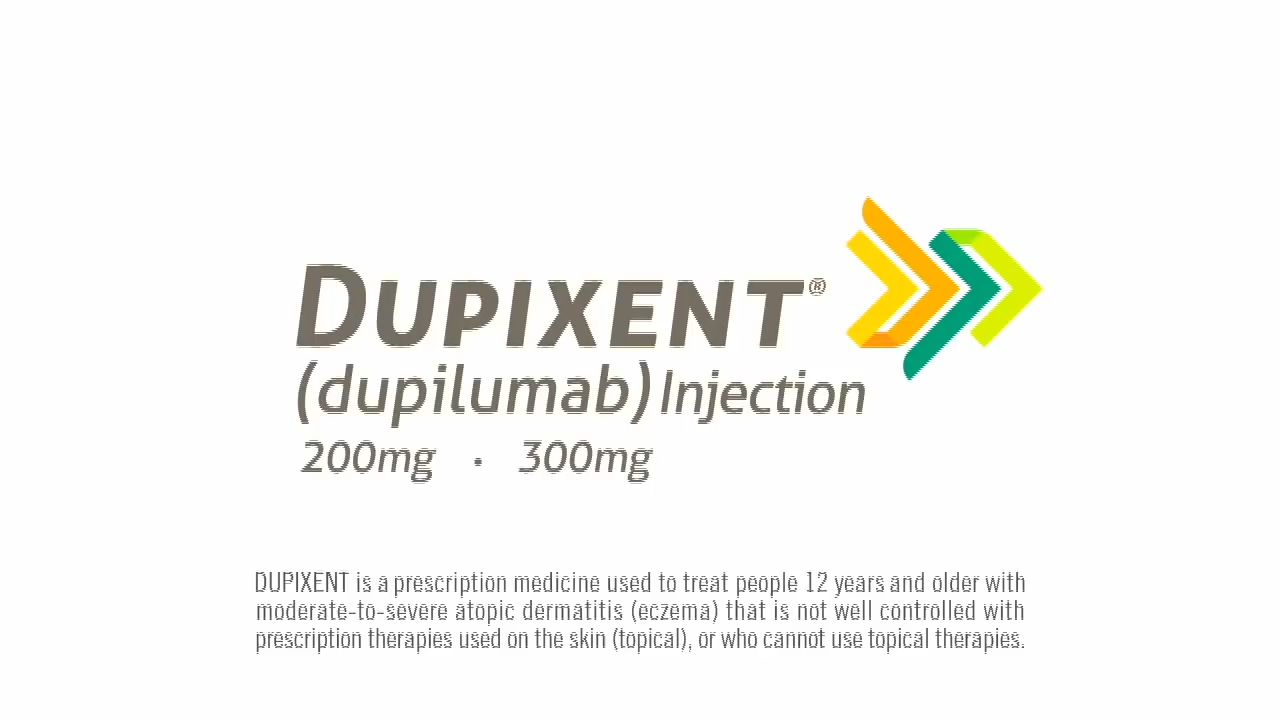 DUPIXENT®
(dupilumab) Injection
200mg · 300mg
DUPIXENT is a prescription medicine used to treat people 12 years and older with
moderate-to-severe atopic dermatitis (eczema) that is not well controlled with
prescription therapies used on the skin (topical), or who cannot use topical therapies.